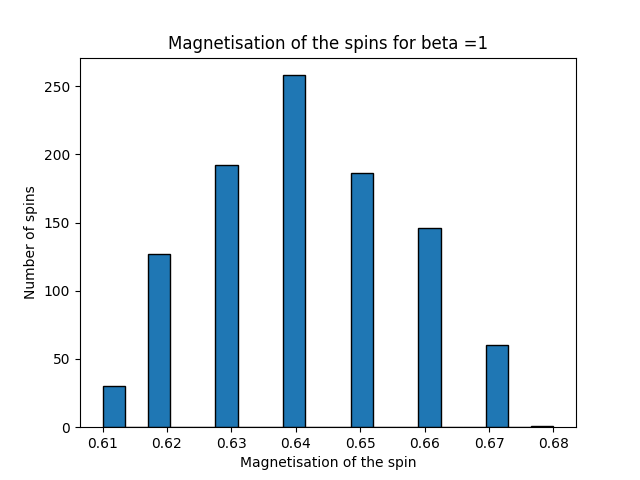 Magnetisation of the spins for beta =1
250
200
150
100
50
0
Number of spins
0.61 0.62 0.63 0.64 0.65 0.66 0.67 0.68
Magnetisation of the spin